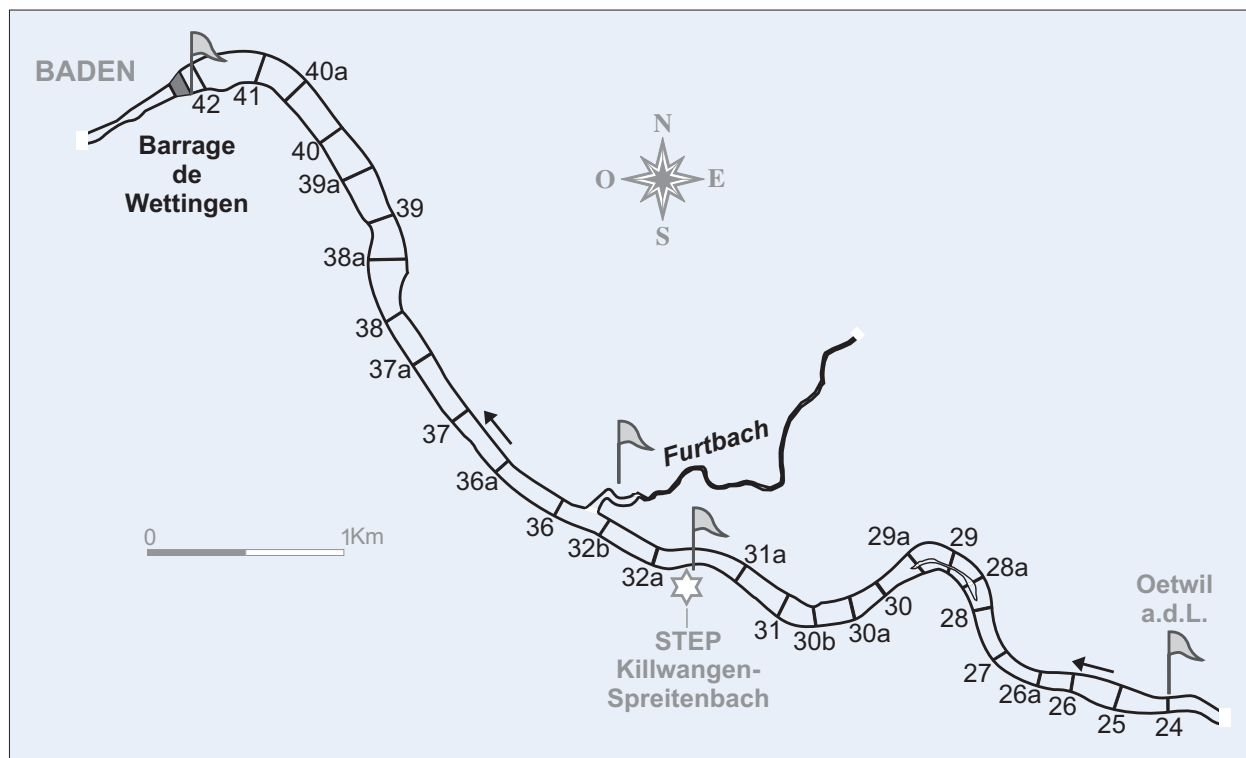 BADEN
42
41
40a
Barrage
de
Wettingen
40
39a
39
38a
38
37a
37
36a
36
N
O
E
S
Furtbach
0
1Km
32b
32a
31a
31
30b
30a
30
29a
29
28a
28
27
26a
26
25
24
STEP
Killwangen-
Spreitenbach
Oetwil
a.d.L.